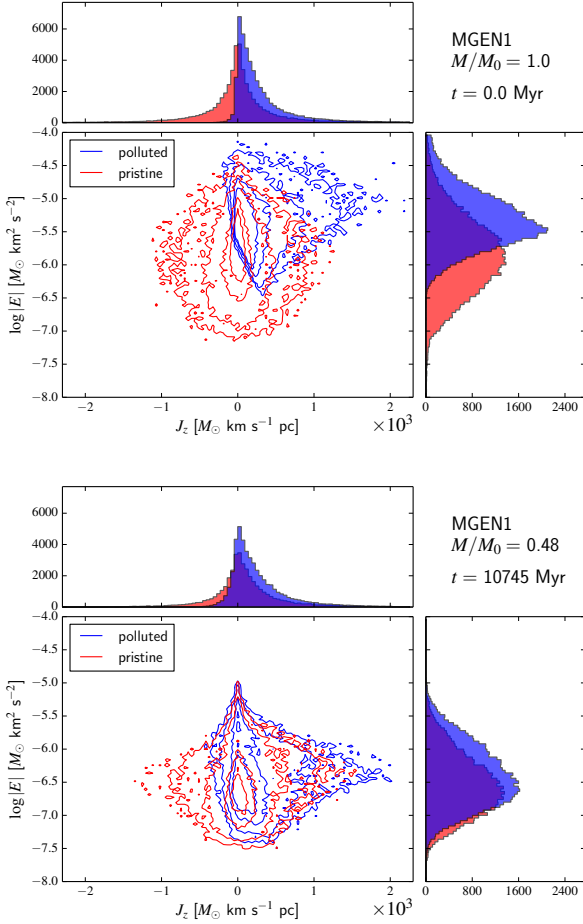 6000
4000
2000
0
MGEN1
M/M₀ = 1.0
t = 0.0 Myr
−4.0
−4.5
−5.0
−5.5
−6.0
−6.5
−7.0
−7.5
−8.0
log|E| [M⊙ km² s⁻²]
polluted
pristine
−2 −1 0 1 2
×10³
J_z [M⊙ km s⁻¹ pc]
0 800 1600 2400
6000
4000
2000
0
MGEN1
M/M₀ = 0.48
t = 10745 Myr
−4.0
−4.5
−5.0
−5.5
−6.0
−6.5
−7.0
−7.5
−8.0
log|E| [M⊙ km² s⁻²]
polluted
pristine
−2 −1 0 1 2
×10³
J_z [M⊙ km s⁻¹ pc]
0 800 1600 2400